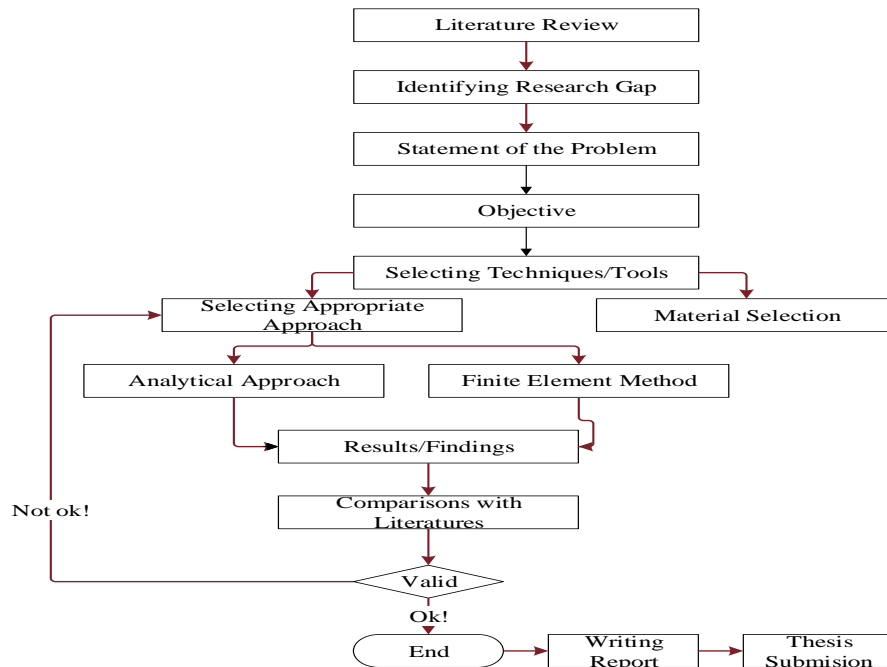 Literature Review
Identifying Research Gap
Statement of the Problem
Objective
Selecting Techniques/Tools
Selecting Appropriate
Approach
Material Selection
Analytical Approach
Finite Element Method
Results/Findings
Comparisons with
Literatures
Not ok!
Valid
Ok!
End
Writing
Report
Thesis
Submision